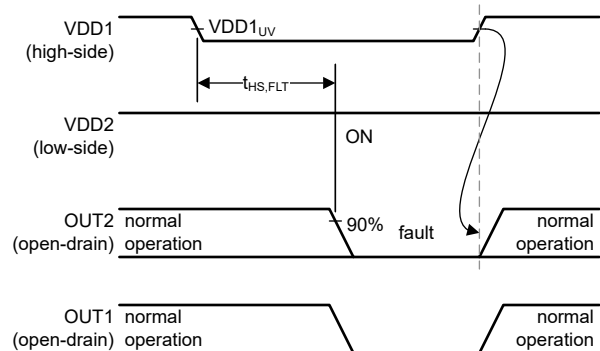 VDD1
(high-side)
VDD1UV
tHS,FLT
VDD2
(low-side)
ON
OUT2
(open-drain)
normal
operation
90%
fault
normal
operation
OUT1
(open-drain)
normal
operation
normal
operation